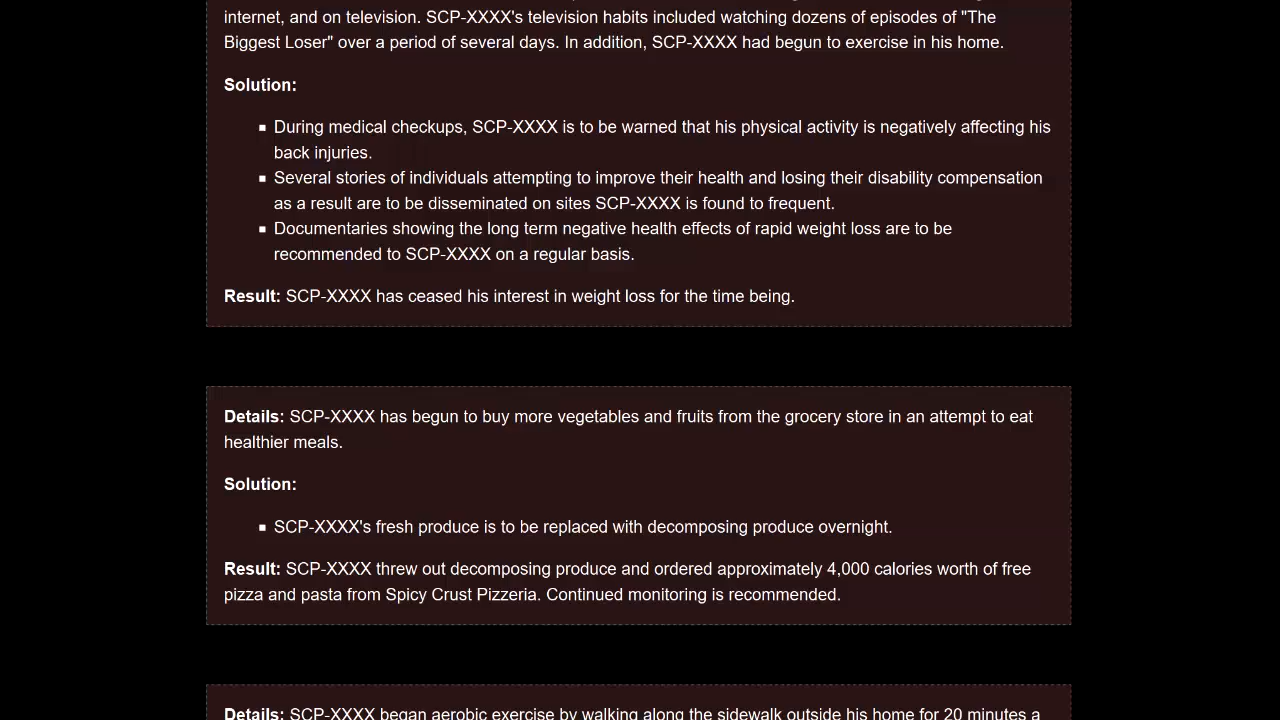 internet, and on television. SCP-XXXX's television habits included watching dozens of episodes of "The
Biggest Loser" over a period of several days. In addition, SCP-XXXX had begun to exercise in his home.
Solution:
During medical checkups, SCP-XXXX is to be warned that his physical activity is negatively affecting his
back injuries.
Several stories of individuals attempting to improve their health and losing their disability compensation
as a result are to be disseminated on sites SCP-XXXX is found to frequent.
Documentaries showing the long term negative health effects of rapid weight loss are to be
recommended to SCP-XXXX on a regular basis.
Result: SCP-XXXX has ceased his interest in weight loss for the time being.
Details: SCP-XXXX has begun to buy more vegetables and fruits from the grocery store in an attempt to eat
healthier meals.
Solution:
SCP-XXXX's fresh produce is to be replaced with decomposing produce overnight.
Result: SCP-XXXX threw out decomposing produce and ordered approximately 4,000 calories worth of free
pizza and pasta from Spicy Crust Pizzeria. Continued monitoring is recommended.
Details: SCP-XXXX began aerobic exercise by walking along the sidewalk outside his home for 20 minutes a